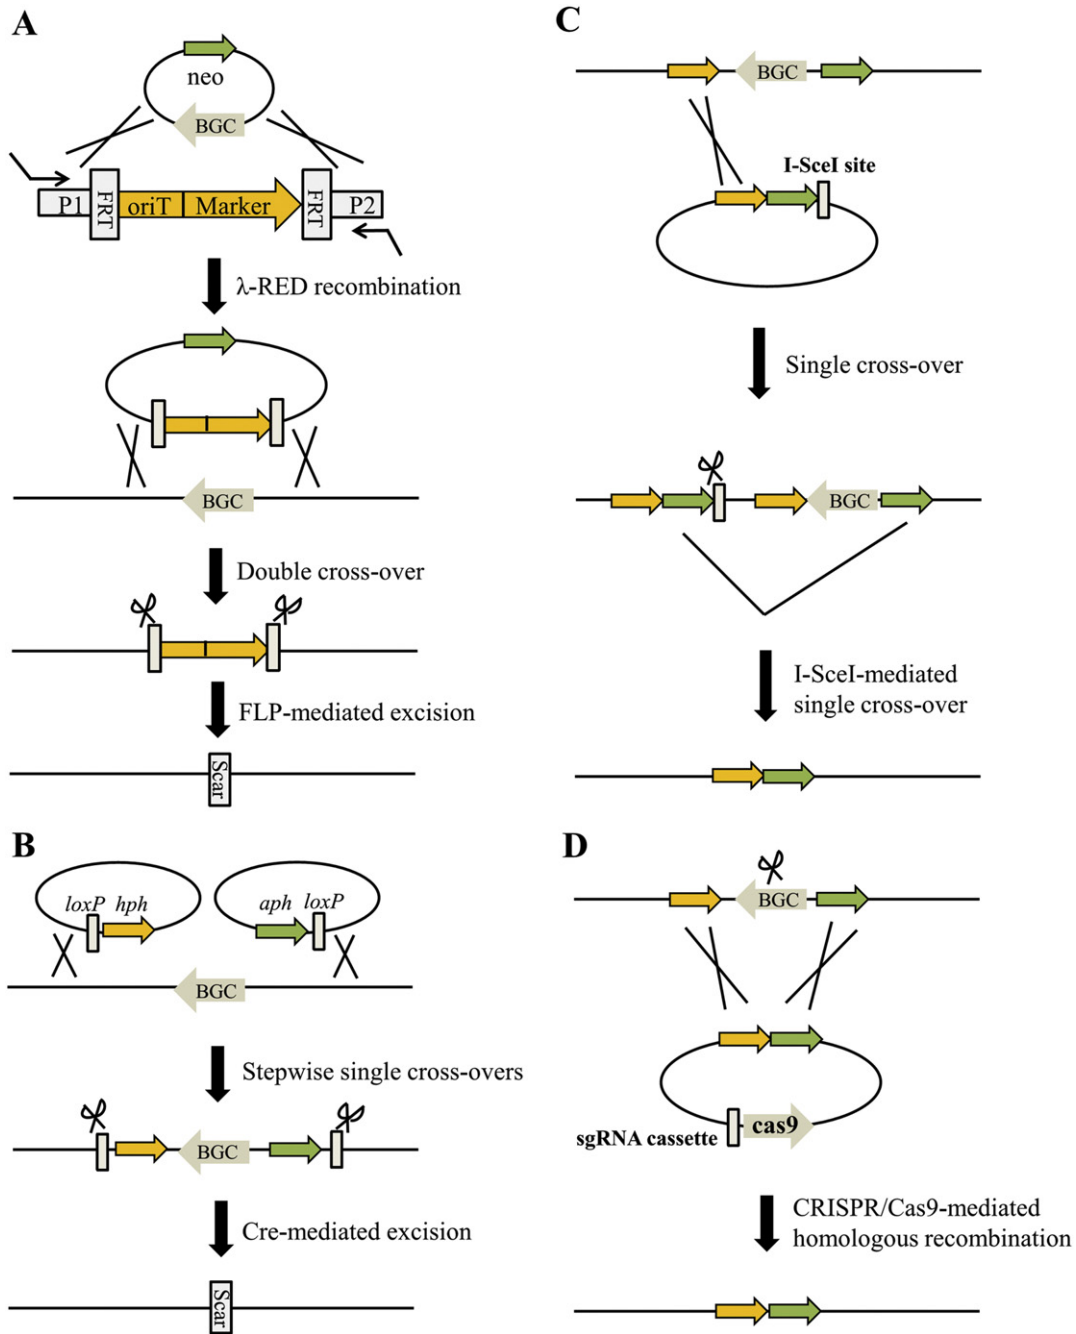 A
neo
BGC
P1 FRT oriT Marker FRT P2
λ-RED recombination
BGC
Double cross-over
FLP-mediated excision
Scar
B
loxP hph
aph loxP
BGC
Stepwise single cross-overs
BGC
Cre-mediated excision
Scar
C
BGC
I-SceI site
Single cross-over
BGC
I-SceI-mediated
single cross-over
D
BGC
sgRNA cassette
cas9
CRISPR/Cas9-mediated
homologous recombination